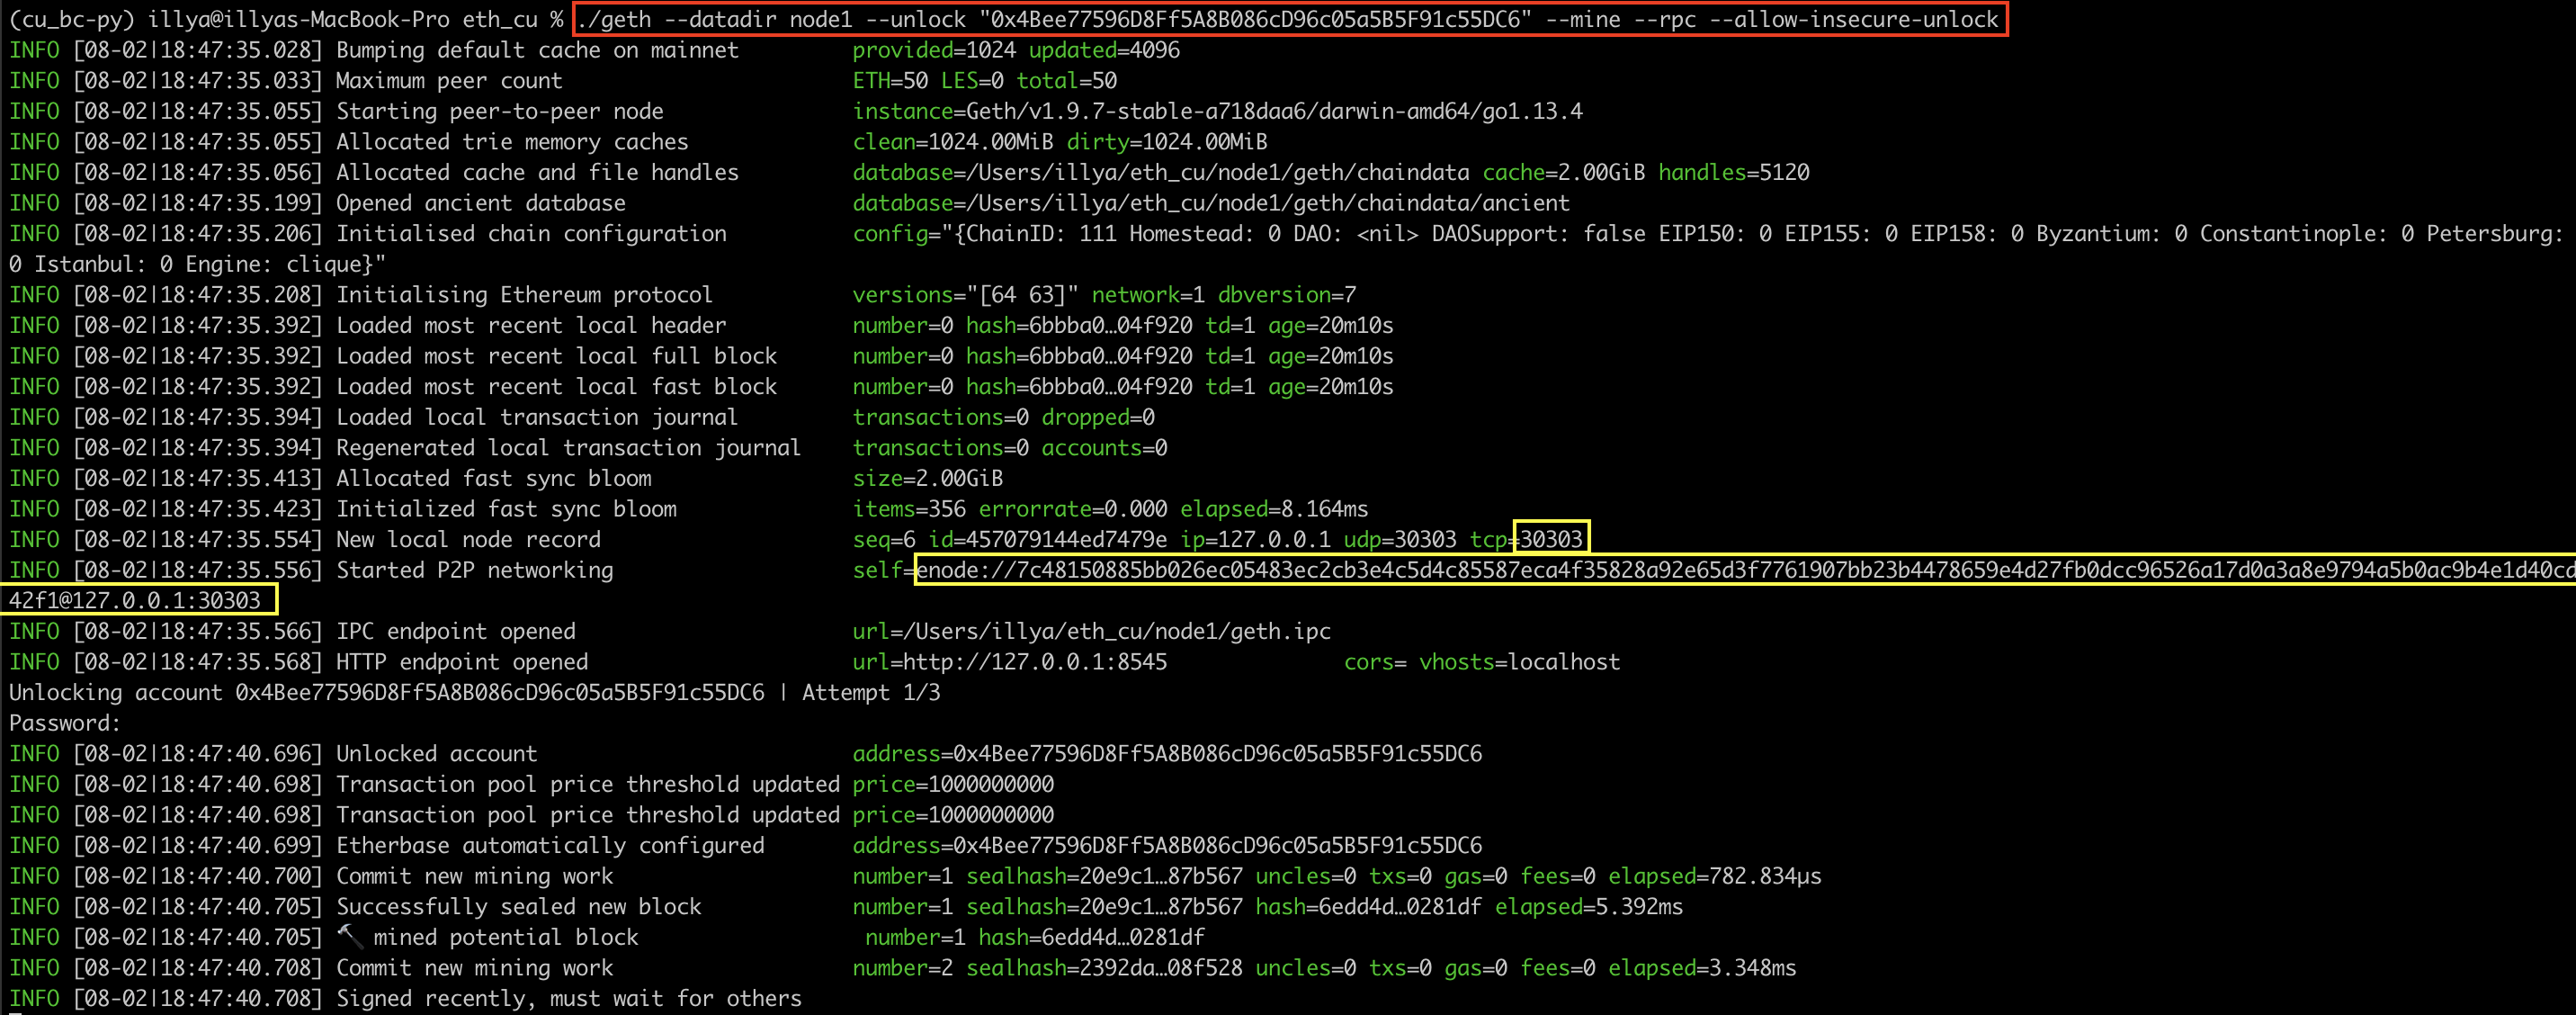 (cu_bc-py) illya@illyas-MacBook-Pro eth_cu % ./geth --datadir node1 --unlock "0x4Bee77596D8Ff5A8B086cD96c05a5B5F91c55DC6" --mine --rpc --allow-insecure-unlock
INFO [08-02|18:47:35.028] Bumping default cache on mainnet         provided=1024 updated=4096
INFO [08-02|18:47:35.033] Maximum peer count                       ETH=50 LES=0 total=50
INFO [08-02|18:47:35.055] Starting peer-to-peer node               instance=Geth/v1.9.7-stable-a718daa6/darwin-amd64/go1.13.4
INFO [08-02|18:47:35.055] Allocated trie memory caches             clean=1024.00MiB dirty=1024.00MiB
INFO [08-02|18:47:35.056] Allocated cache and file handles         database=/Users/illya/eth_cu/node1/geth/chaindata cache=2.00GiB handles=5120
INFO [08-02|18:47:35.199] Opened ancient database                  database=/Users/illya/eth_cu/node1/geth/chaindata/ancient
INFO [08-02|18:47:35.206] Initialised chain configuration          config="{ChainID: 111 Homestead: 0 DAO: <nil> DAOSupport: false EIP150: 0 EIP155: 0 EIP158: 0 Byzantium: 0 Constantinople: 0 Petersburg:
0 Istanbul: 0 Engine: clique}"
INFO [08-02|18:47:35.208] Initialising Ethereum protocol           versions="[64 63]" network=1 dbversion=7
INFO [08-02|18:47:35.392] Loaded most recent local header          number=0 hash=6bbba0…04f920 td=1 age=20m10s
INFO [08-02|18:47:35.392] Loaded most recent local full block      number=0 hash=6bbba0…04f920 td=1 age=20m10s
INFO [08-02|18:47:35.392] Loaded most recent local fast block      number=0 hash=6bbba0…04f920 td=1 age=20m10s
INFO [08-02|18:47:35.394] Loaded local transaction journal         transactions=0 dropped=0
INFO [08-02|18:47:35.394] Regenerated local transaction journal    transactions=0 accounts=0
INFO [08-02|18:47:35.413] Allocated fast sync bloom                size=2.00GiB
INFO [08-02|18:47:35.423] Initialized fast sync bloom              items=356 errorrate=0.000 elapsed=8.164ms
INFO [08-02|18:47:35.554] New local node record                    seq=6 id=457079144ed7479e ip=127.0.0.1 udp=30303 tcp=30303
INFO [08-02|18:47:35.556] Started P2P networking                   self=enode://7c48150885bb026ec05483ec2cb3e4c5d4c85587eca4f35828a92e65d3f7761907bb23b4478659e4d27fb0dcc96526a17d0a3a8e9794a5b0ac9b4e1d40cd
42f1@127.0.0.1:30303
INFO [08-02|18:47:35.566] IPC endpoint opened                      url=/Users/illya/eth_cu/node1/geth.ipc
INFO [08-02|18:47:35.568] HTTP endpoint opened                     url=http://127.0.0.1:8545              cors= vhosts=localhost
Unlocking account 0x4Bee77596D8Ff5A8B086cD96c05a5B5F91c55DC6 | Attempt 1/3
Password:
INFO [08-02|18:47:40.696] Unlocked account                         address=0x4Bee77596D8Ff5A8B086cD96c05a5B5F91c55DC6
INFO [08-02|18:47:40.698] Transaction pool price threshold updated price=1000000000
INFO [08-02|18:47:40.698] Transaction pool price threshold updated price=1000000000
INFO [08-02|18:47:40.699] Etherbase automatically configured       address=0x4Bee77596D8Ff5A8B086cD96c05a5B5F91c55DC6
INFO [08-02|18:47:40.700] Commit new mining work                   number=1 sealhash=20e9c1…87b567 uncles=0 txs=0 gas=0 fees=0 elapsed=782.834µs
INFO [08-02|18:47:40.705] Successfully sealed new block            number=1 sealhash=20e9c1…87b567 hash=6edd4d…0281df elapsed=5.392ms
INFO [08-02|18:47:40.705] 🔨 mined potential block                  number=1 hash=6edd4d…0281df
INFO [08-02|18:47:40.708] Commit new mining work                   number=2 sealhash=2392da…08f528 uncles=0 txs=0 gas=0 fees=0 elapsed=3.348ms
INFO [08-02|18:47:40.708] Signed recently, must wait for others